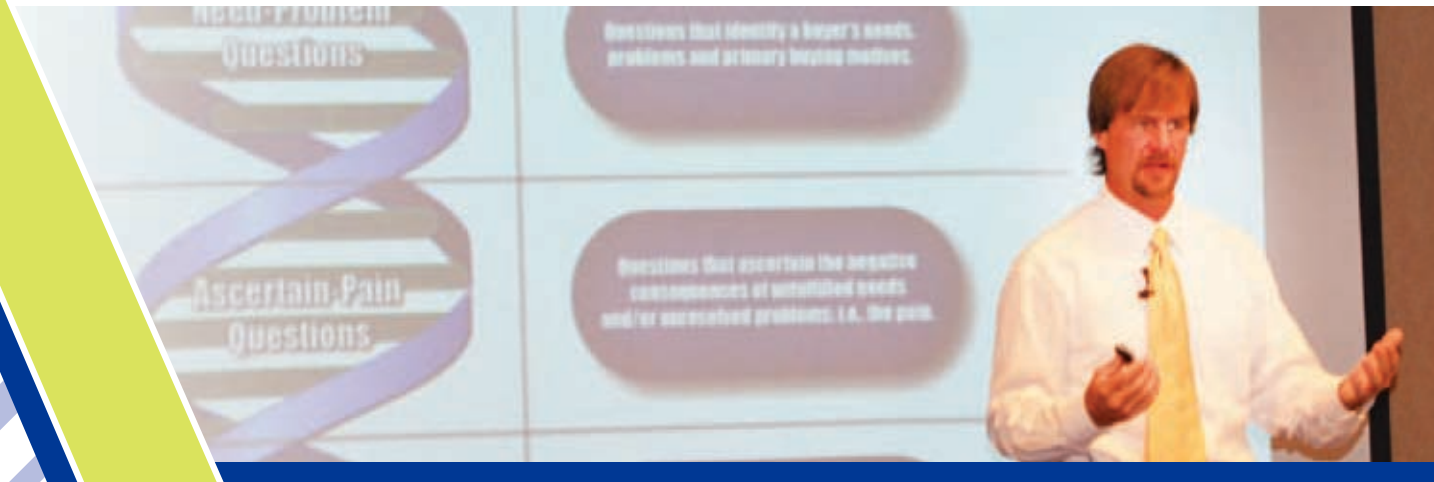 Need-Problem
Questions
Questions that identify a buyer's needs,
problems and primary buying motives.
Ascertain Pain
Questions
Questions that ascertain the negative
consequences of unfulfilled needs
and/or unresolved problems; i.e., the pain.